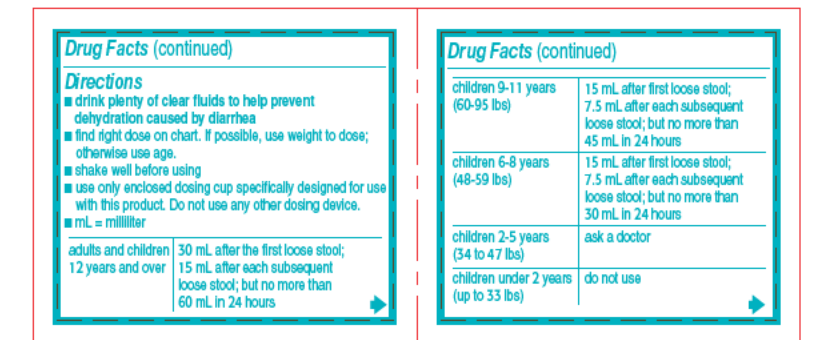 Drug Facts (continued)
Directions
■ drink plenty of clear fluids to help prevent
dehydration caused by diarrhea
■ find right dose on chart. If possible, use weight to dose;
otherwise use age.
■ shake well before using
■ use only enclosed dosing cup specifically designed for use
with this product. Do not use any other dosing device.
■ mL = milliliter
adults and children
12 years and over
30 mL after the first loose stool;
15 mL after each subsequent
loose stool; but no more than
60 mL in 24 hours
Drug Facts (continued)
children 9-11 years
(60-95 lbs)
15 mL after first loose stool;
7.5 mL after each subsequent
loose stool; but no more than
45 mL in 24 hours
children 6-8 years
(48-59 lbs)
15 mL after first loose stool;
7.5 mL after each subsequent
loose stool; but no more than
30 mL in 24 hours
children 2-5 years
(34 to 47 lbs)
ask a doctor
children under 2 years
(up to 33 lbs)
do not use